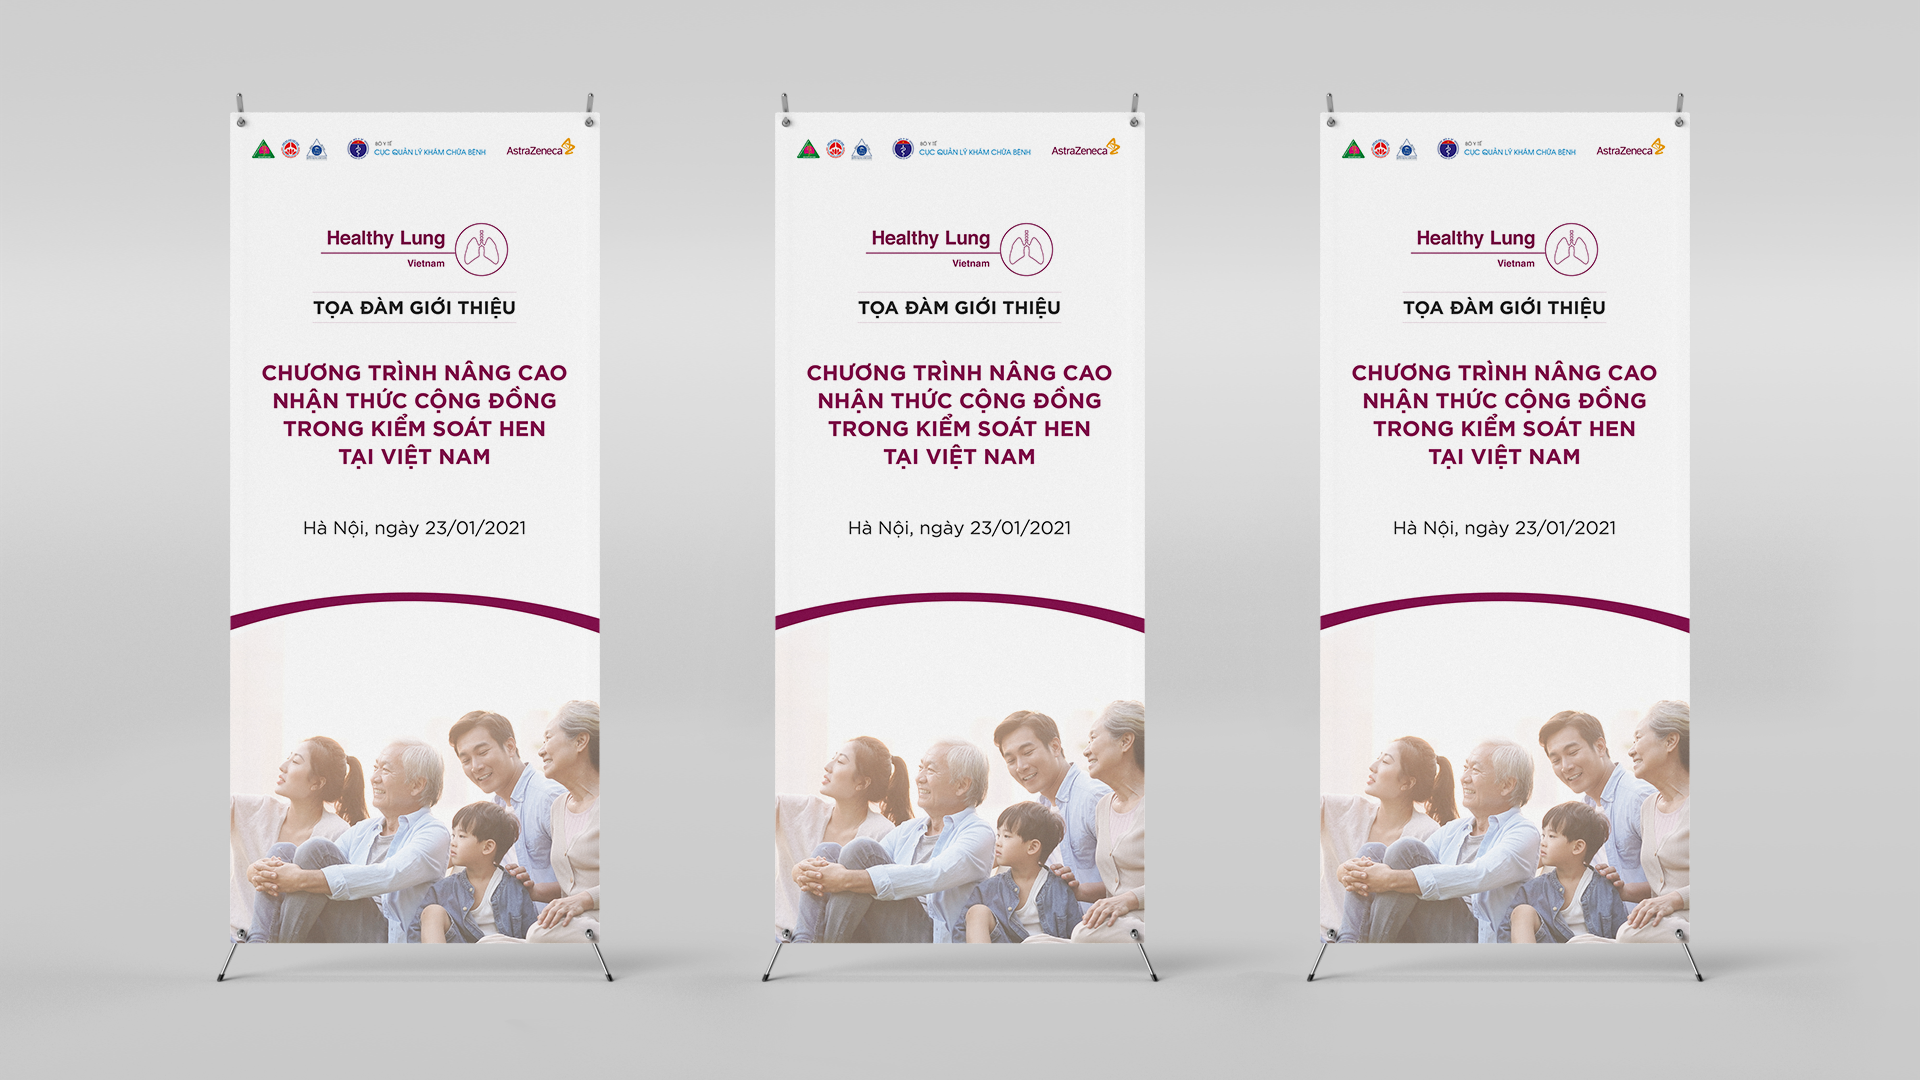 BỘ Y TẾ
CỤC QUẢN LÝ KHÁM CHỮA BỆNH
AstraZeneca
Healthy Lung
Vietnam
TỌA ĐÀM GIỚI THIỆU
CHƯƠNG TRÌNH NÂNG CAO
NHẬN THỨC CỘNG ĐỒNG
TRONG KIỂM SOÁT HEN
TẠI VIỆT NAM
Hà Nội, ngày 23/01/2021
BỘ Y TẾ
CỤC QUẢN LÝ KHÁM CHỮA BỆNH
AstraZeneca
Healthy Lung
Vietnam
TỌA ĐÀM GIỚI THIỆU
CHƯƠNG TRÌNH NÂNG CAO
NHẬN THỨC CỘNG ĐỒNG
TRONG KIỂM SOÁT HEN
TẠI VIỆT NAM
Hà Nội, ngày 23/01/2021
BỘ Y TẾ
CỤC QUẢN LÝ KHÁM CHỮA BỆNH
AstraZeneca
Healthy Lung
Vietnam
TỌA ĐÀM GIỚI THIỆU
CHƯƠNG TRÌNH NÂNG CAO
NHẬN THỨC CỘNG ĐỒNG
TRONG KIỂM SOÁT HEN
TẠI VIỆT NAM
Hà Nội, ngày 23/01/2021